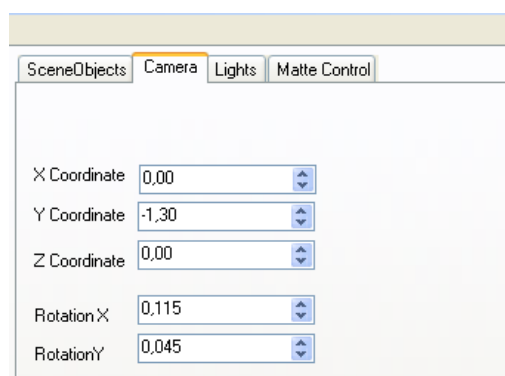 SceneObjects Camera Lights Matte Control
X Coordinate 0,00
Y Coordinate -1,30
Z Coordinate 0,00
Rotation X 0,115
RotationY 0,045